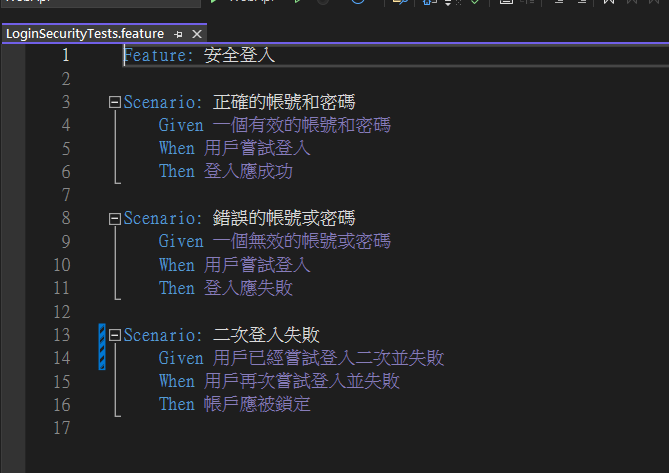 LoginSecurityTests.feature
1 Feature: 安全登入
2
3 Scenario: 正確的帳號和密碼
4 Given 一個有效的帳號和密碼
5 When 用戶嘗試登入
6 Then 登入應成功
7
8 Scenario: 錯誤的帳號或密碼
9 Given 一個無效的帳號或密碼
10 When 用戶嘗試登入
11 Then 登入應失敗
12
13 Scenario: 二次登入失敗
14 Given 用戶已經嘗試登入二次並失敗
15 When 用戶再次嘗試登入並失敗
16 Then 帳戶應被鎖定
17